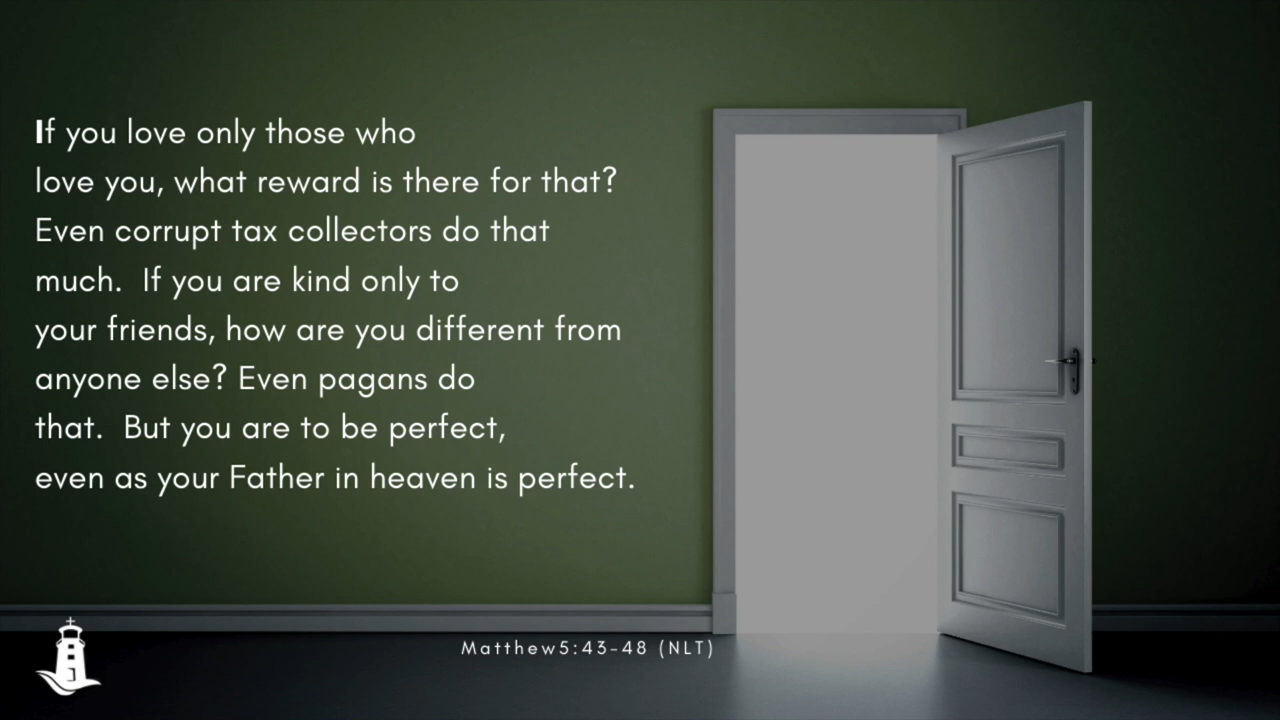 If you love only those who
love you, what reward is there for that?
Even corrupt tax collectors do that
much.  If you are kind only to
your friends, how are you different from
anyone else? Even pagans do
that.  But you are to be perfect,
even as your Father in heaven is perfect.
Matthew5:43-48 (NLT)